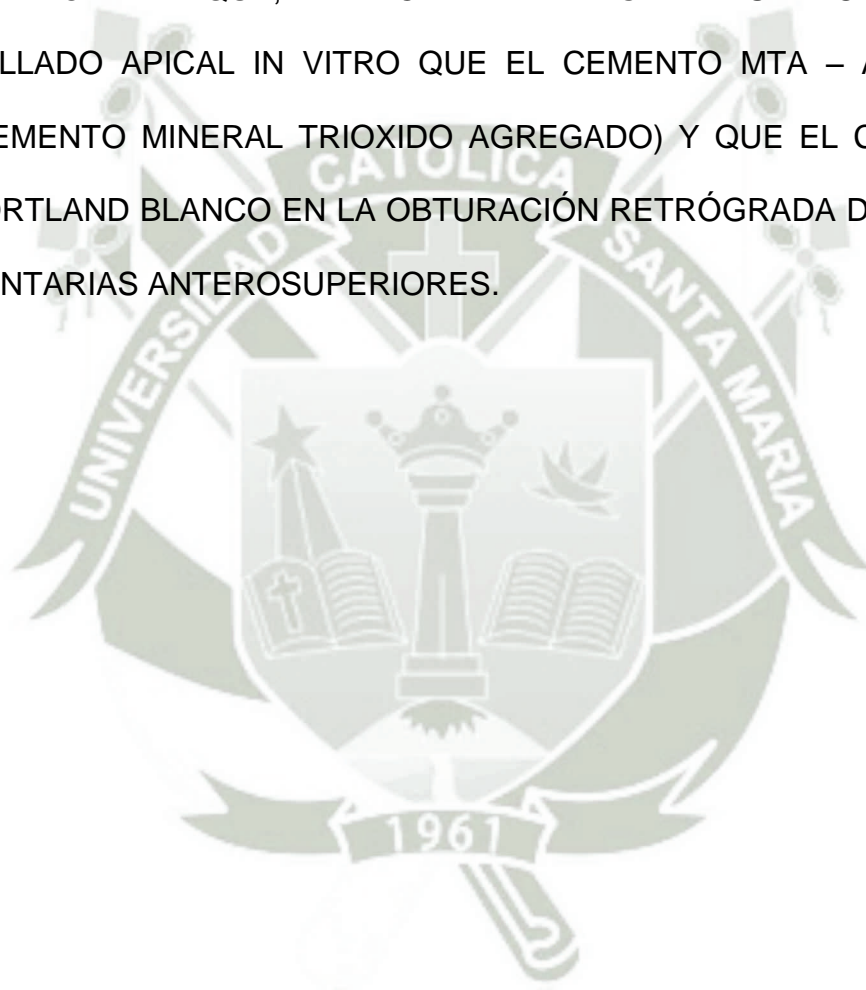 LLADO APICAL IN VITRO QUE EL CEMENTO MTA –
EMENTO MINERAL TRIOXIDO AGREGADO) Y QUE EL
ORTLAND BLANCO EN LA OBTURACIÓN RETRÓGRADA D
NTARIAS ANTEROSUPERIORES.
UNIVERSIDAD CATOLICA SANTA MARIA
1961